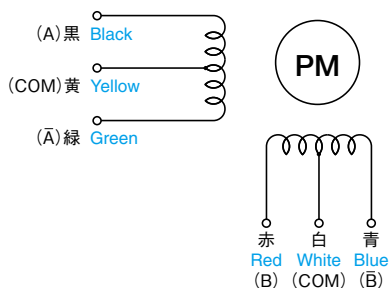 (A)黒 Black
(COM)黄 Yellow
(Ā)緑 Green
PM
赤 白 青
Red White Blue
(B) (COM) (B̄)